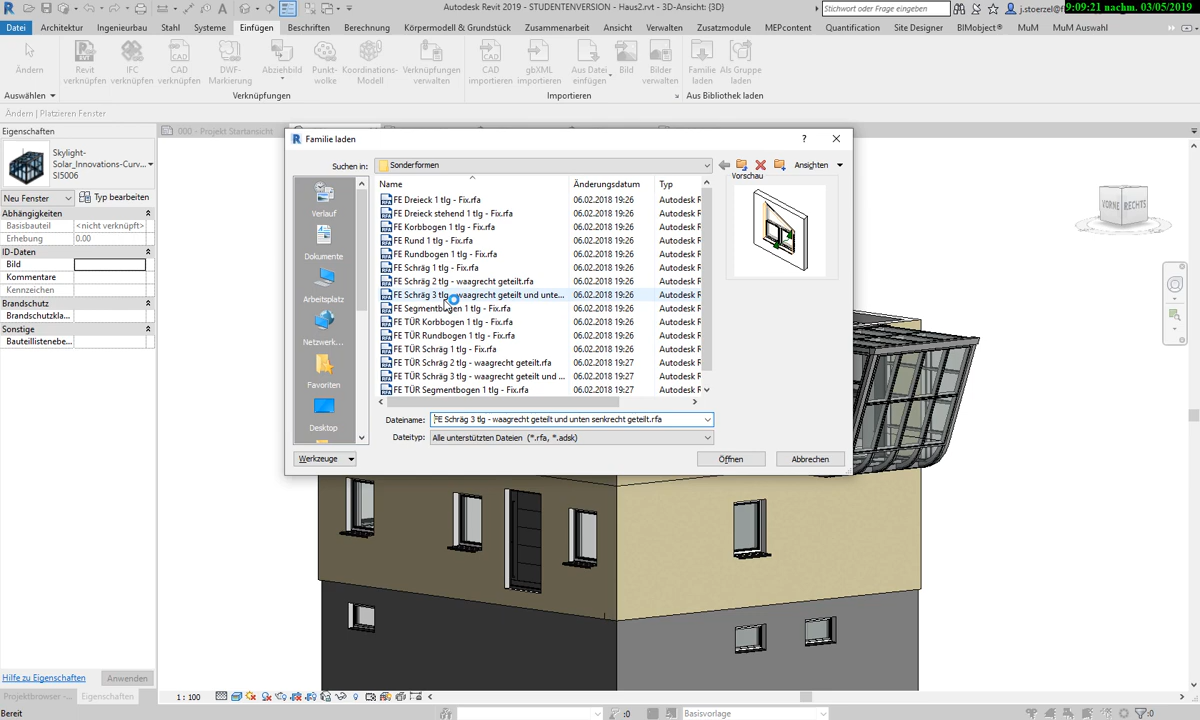 Autodesk Revit 2019 - STUDENTENVERSION - Haus2.rvt - 3D-Ansicht: {3D}
Suchbegriff oder Frage eingeben
9:09:21 nachm. 03/05/2019
Datei Architektur Ingenieurbau Stahl Systeme Einfügen Beschriften Berechnung Körpermodell & Grundstück Zusammenarbeit Ansicht Verwalten Zusatzmodule MEPcontent Quantification Site Designer BIMobject® MuM MuM Auswahl
Ändern
Revit verknüpfen
IFC verknüpfen
CAD verknüpfen
DWF-Markierung
Abziehbild
Punkt-wolke
Koordinations-Modell
Verknüpfungen verwalten
CAD importieren
gbXML importieren
Aus Datei einfügen
Bild
Bilder verwalten
Familie laden
Als Gruppe laden
Auswählen Verknüpfungen Importieren Aus Bibliothek laden
Ändern | Platzieren Fenster
Eigenschaften
000 - Projekt Startansicht
Skylight-
Solar_Innovations-Curv...
SI5006
Neu Fenster Typ bearbeiten
Abhängigkeiten
Basisbauteil <nicht verknüpft>
Erhebung 0.00
ID-Daten
Bild
Kommentare
Kennzeichen
Brandschutz
Brandschutzkla...
Sonstige
Bauteillistenebe...
Hilfe zu Eigenschaften Anwenden
Projektbrowser -... Eigenschaften
Bereit
Familie laden
Suchen in: Sonderformen Ansichten
Name Änderungsdatum Typ
FE Dreieck 1 tlg - Fix.rfa 06.02.2018 19:26 Autodesk R
FE Dreieck stehend 1 tlg - Fix.rfa 06.02.2018 19:26 Autodesk R
FE Korbbogen 1 tlg - Fix.rfa 06.02.2018 19:26 Autodesk R
FE Rund 1 tlg - Fix.rfa 06.02.2018 19:26 Autodesk R
FE Rundbogen 1 tlg - Fix.rfa 06.02.2018 19:26 Autodesk R
FE Schräg 1 tlg - Fix.rfa 06.02.2018 19:26 Autodesk R
FE Schräg 2 tlg - waagrecht geteilt.rfa 06.02.2018 19:26 Autodesk R
FE Schräg 3 tlg - waagrecht geteilt und unte... 06.02.2018 19:26 Autodesk R
FE Segmentbogen 1 tlg - Fix.rfa 06.02.2018 19:26 Autodesk R
FE TÜR Korbbogen 1 tlg - Fix.rfa 06.02.2018 19:26 Autodesk R
FE TÜR Rundbogen 1 tlg - Fix.rfa 06.02.2018 19:26 Autodesk R
FE TÜR Schräg 1 tlg - Fix.rfa 06.02.2018 19:26 Autodesk R
FE TÜR Schräg 2 tlg - waagrecht geteilt.rfa 06.02.2018 19:27 Autodesk R
FE TÜR Schräg 3 tlg - waagrecht geteilt und ... 06.02.2018 19:27 Autodesk R
FE TÜR Segmentbogen 1 tlg - Fix.rfa 06.02.2018 19:27 Autodesk R
Verlauf
Dokumente
Arbeitsplatz
Netzwerk...
Favoriten
Desktop
Vorschau
Dateiname: FE Schräg 3 tlg - waagrecht geteilt und unten senkrecht geteilt.rfa
Dateityp: Alle unterstützten Dateien (*.rfa, *.adsk)
Werkzeuge Öffnen Abbrechen
VORNE RECHTS
1 : 100
:0 Basisvorlage :0